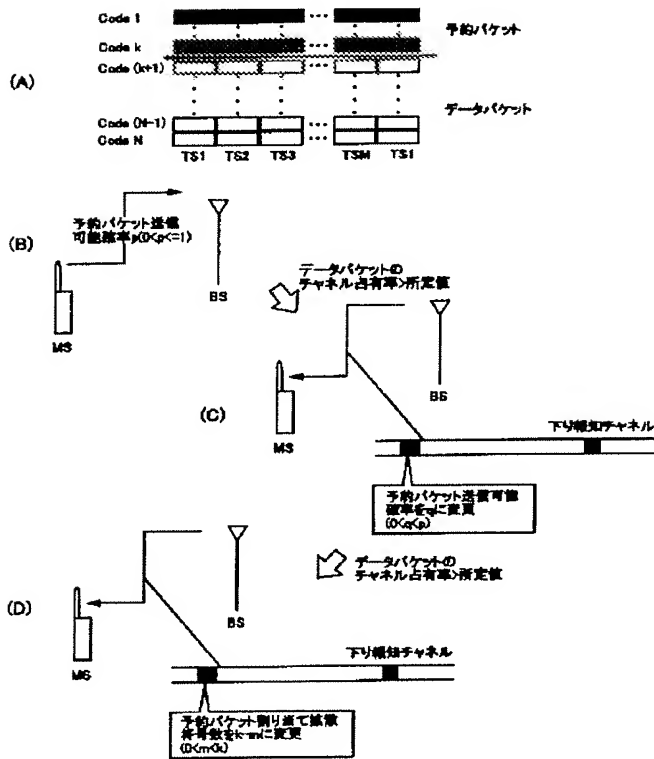 (A)
Code 1
予約パケット
Code k
Code (k+1)
データパケット
Code (N-1)
Code N
TS1 TS2 TS3 TSM TS1
(B)
予約パケット送信
可能確率p(0<p<=1)
MS
BS
データパケットの
チャネル占有率>所定値
(C)
MS
BS
下り報知チャネル
予約パケット送信可能
確率をqに変更
(0<q<p)
データパケットの
チャネル占有率>所定値
(D)
MS
BS
下り報知チャネル
予約パケット割り当て拡散
符号数をk-mに変更
(0<m<k)